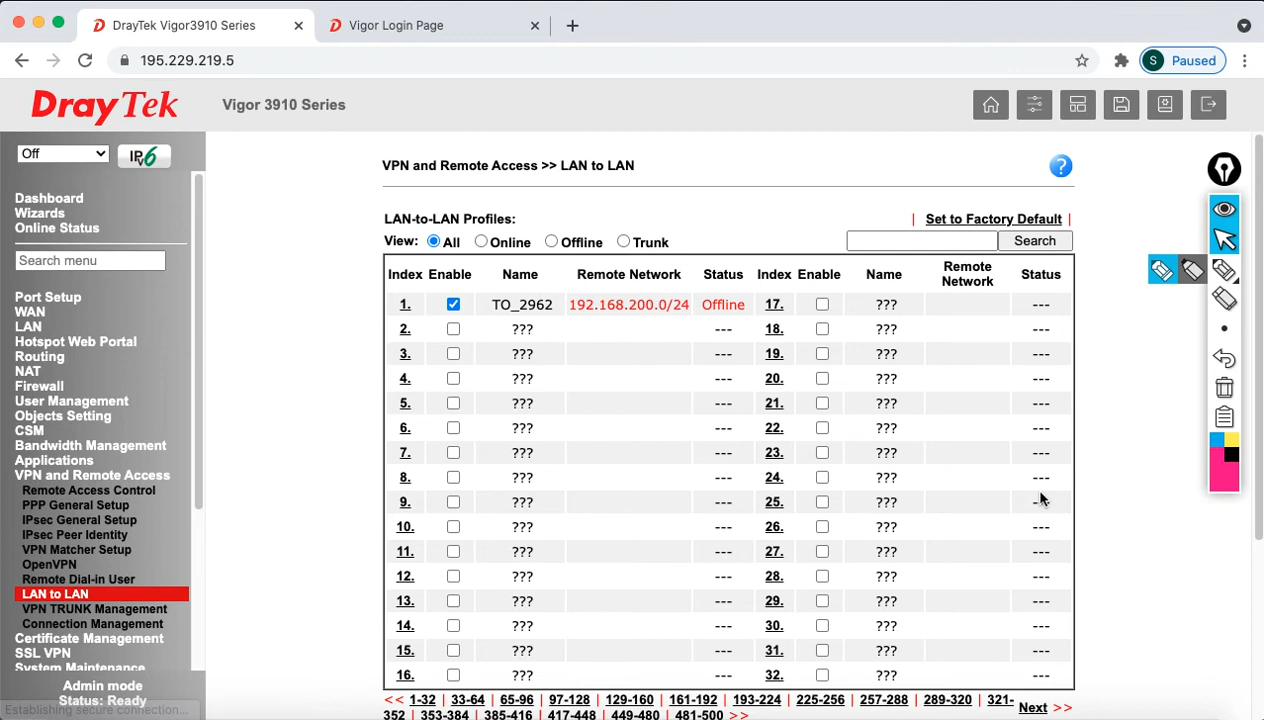 DrayTek Vigor3910 Series
Vigor Login Page
195.229.219.5
S Paused
DrayTek Vigor 3910 Series
Off
IPv6
Dashboard
Wizards
Online Status
Search menu
Port Setup
WAN
LAN
Hotspot Web Portal
Routing
NAT
Firewall
User Management
Objects Setting
CSM
Bandwidth Management
Applications
VPN and Remote Access
Remote Access Control
PPP General Setup
IPsec General Setup
IPsec Peer Identity
VPN Matcher Setup
OpenVPN
Remote Dial-in User
LAN to LAN
VPN TRUNK Management
Connection Management
Certificate Management
SSL VPN
System Maintenance
Admin mode
Status: Ready
Establishing secure connection...
VPN and Remote Access >> LAN to LAN
?
LAN-to-LAN Profiles: | Set to Factory Default |
View: All Online Offline Trunk Search
Index Enable Name Remote Network Status Index Enable Name Remote Network Status
1. TO_2962 192.168.200.0/24 Offline 17. ??? ---
2. ??? --- 18. ??? ---
3. ??? --- 19. ??? ---
4. ??? --- 20. ??? ---
5. ??? --- 21. ??? ---
6. ??? --- 22. ??? ---
7. ??? --- 23. ??? ---
8. ??? --- 24. ??? ---
9. ??? --- 25. ??? ---
10. ??? --- 26. ??? ---
11. ??? --- 27. ??? ---
12. ??? --- 28. ??? ---
13. ??? --- 29. ??? ---
14. ??? --- 30. ??? ---
15. ??? --- 31. ??? ---
16. ??? --- 32. ??? ---
<< 1-32 | 33-64 | 65-96 | 97-128 | 129-160 | 161-192 | 193-224 | 225-256 | 257-288 | 289-320 | 321-
352 | 353-384 | 385-416 | 417-448 | 449-480 | 481-500 >>
Next >>